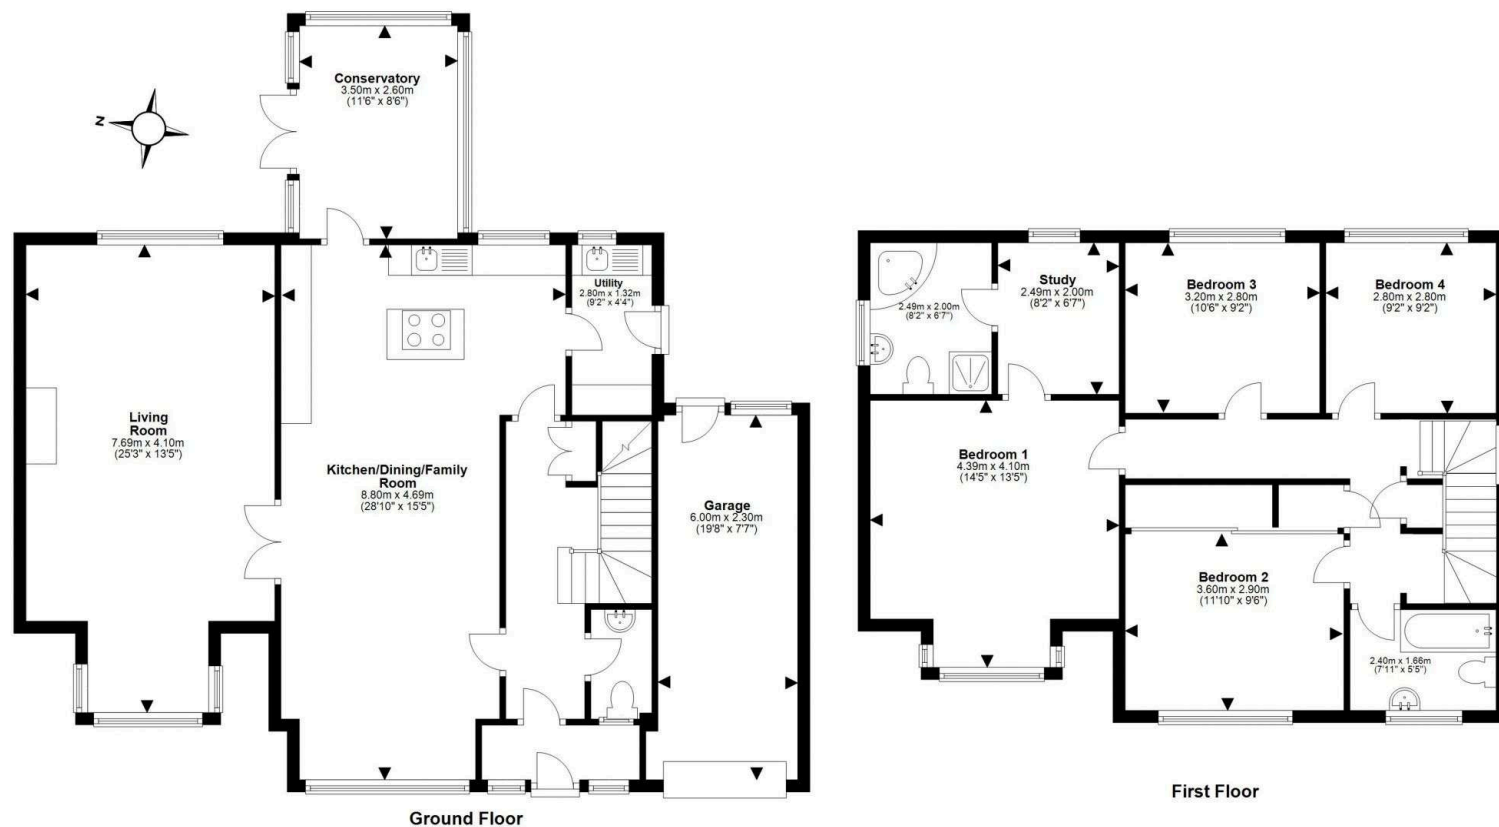 Conservatory
3.50m x 2.60m
(11'6" x 8'6")
N
Living
Room
7.69m x 4.10m
(25'3" x 13'5")
Kitchen/Dining/Family
Room
8.80m x 4.69m
(28'10" x 15'5")
Utility
2.80m x 1.32m
(9'2" x 4'4")
Garage
6.00m x 2.30m
(19'8" x 7'7")
Ground Floor
2.49m x 2.00m
(8'2" x 6'7")
Study
2.49m x 2.00m
(8'2" x 6'7")
Bedroom 3
3.20m x 2.80m
(10'6" x 9'2")
Bedroom 4
2.80m x 2.80m
(9'2" x 9'2")
Bedroom 1
4.39m x 4.10m
(14'5" x 13'5")
Bedroom 2
3.60m x 2.90m
(11'10" x 9'6")
2.40m x 1.66m
(7'11" x 5'5")
First Floor